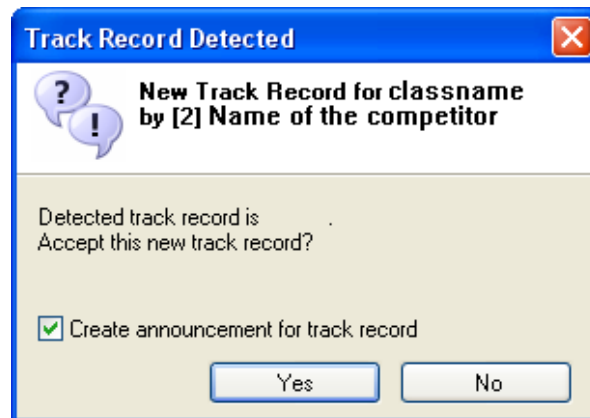 Track Record Detected
? !
New Track Record for classname
by [2] Name of the competitor
Detected track record is .
Accept this new track record?
Create announcement for track record
Yes No